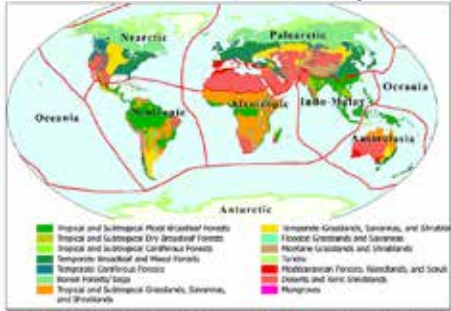 Nearctic
Palearctic
Oceania
Neotropic
Afrotropic
Indo-Malay
Oceania
Australasia
Antarctic
Tropical and Subtropical Moist Broadleaf Forests
Tropical and Subtropical Dry Broadleaf Forests
Tropical and Subtropical Coniferous Forests
Temperate Broadleaf and Mixed Forests
Temperate Coniferous Forests
Boreal Forests/Taiga
Tropical and Subtropical Grasslands, Savannas,
and Shrublands
Temperate Grasslands, Savannas, and Shrubla
Flooded Grasslands and Savannas
Montane Grasslands and Shrublands
Tundra
Mediterranean Forests, Woodlands, and Scrub
Deserts and Xeric Shrublands
Mangroves